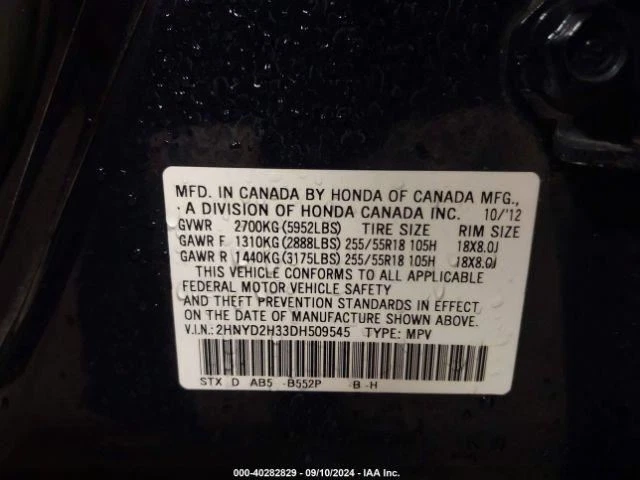 MFD. IN CANADA BY HONDA OF CANADA MFG.,
A DIVISION OF HONDA CANADA INC. 10/'12
GVWR 2700KG(5952LBS) TIRE SIZE RIM SIZE
GAWR F 1310KG(2888LBS) 255/55R18 105H 18X8.0J
GAWR R 1440KG(3175LBS) 255/55R18 105H 18X8.0J
THIS VEHICLE CONFORMS TO ALL APPLICABLE
FEDERAL MOTOR VEHICLE SAFETY
AND THEFT PREVENTION STANDARDS IN EFFECT
ON THE DATE OF MANUFACTURE SHOWN ABOVE.
V.I.N.: 2HNYD2H33DH509545 TYPE: MPV
STX D AB5 -B552P B -H
000-40282829 - 09/10/2024 - IAA Inc.